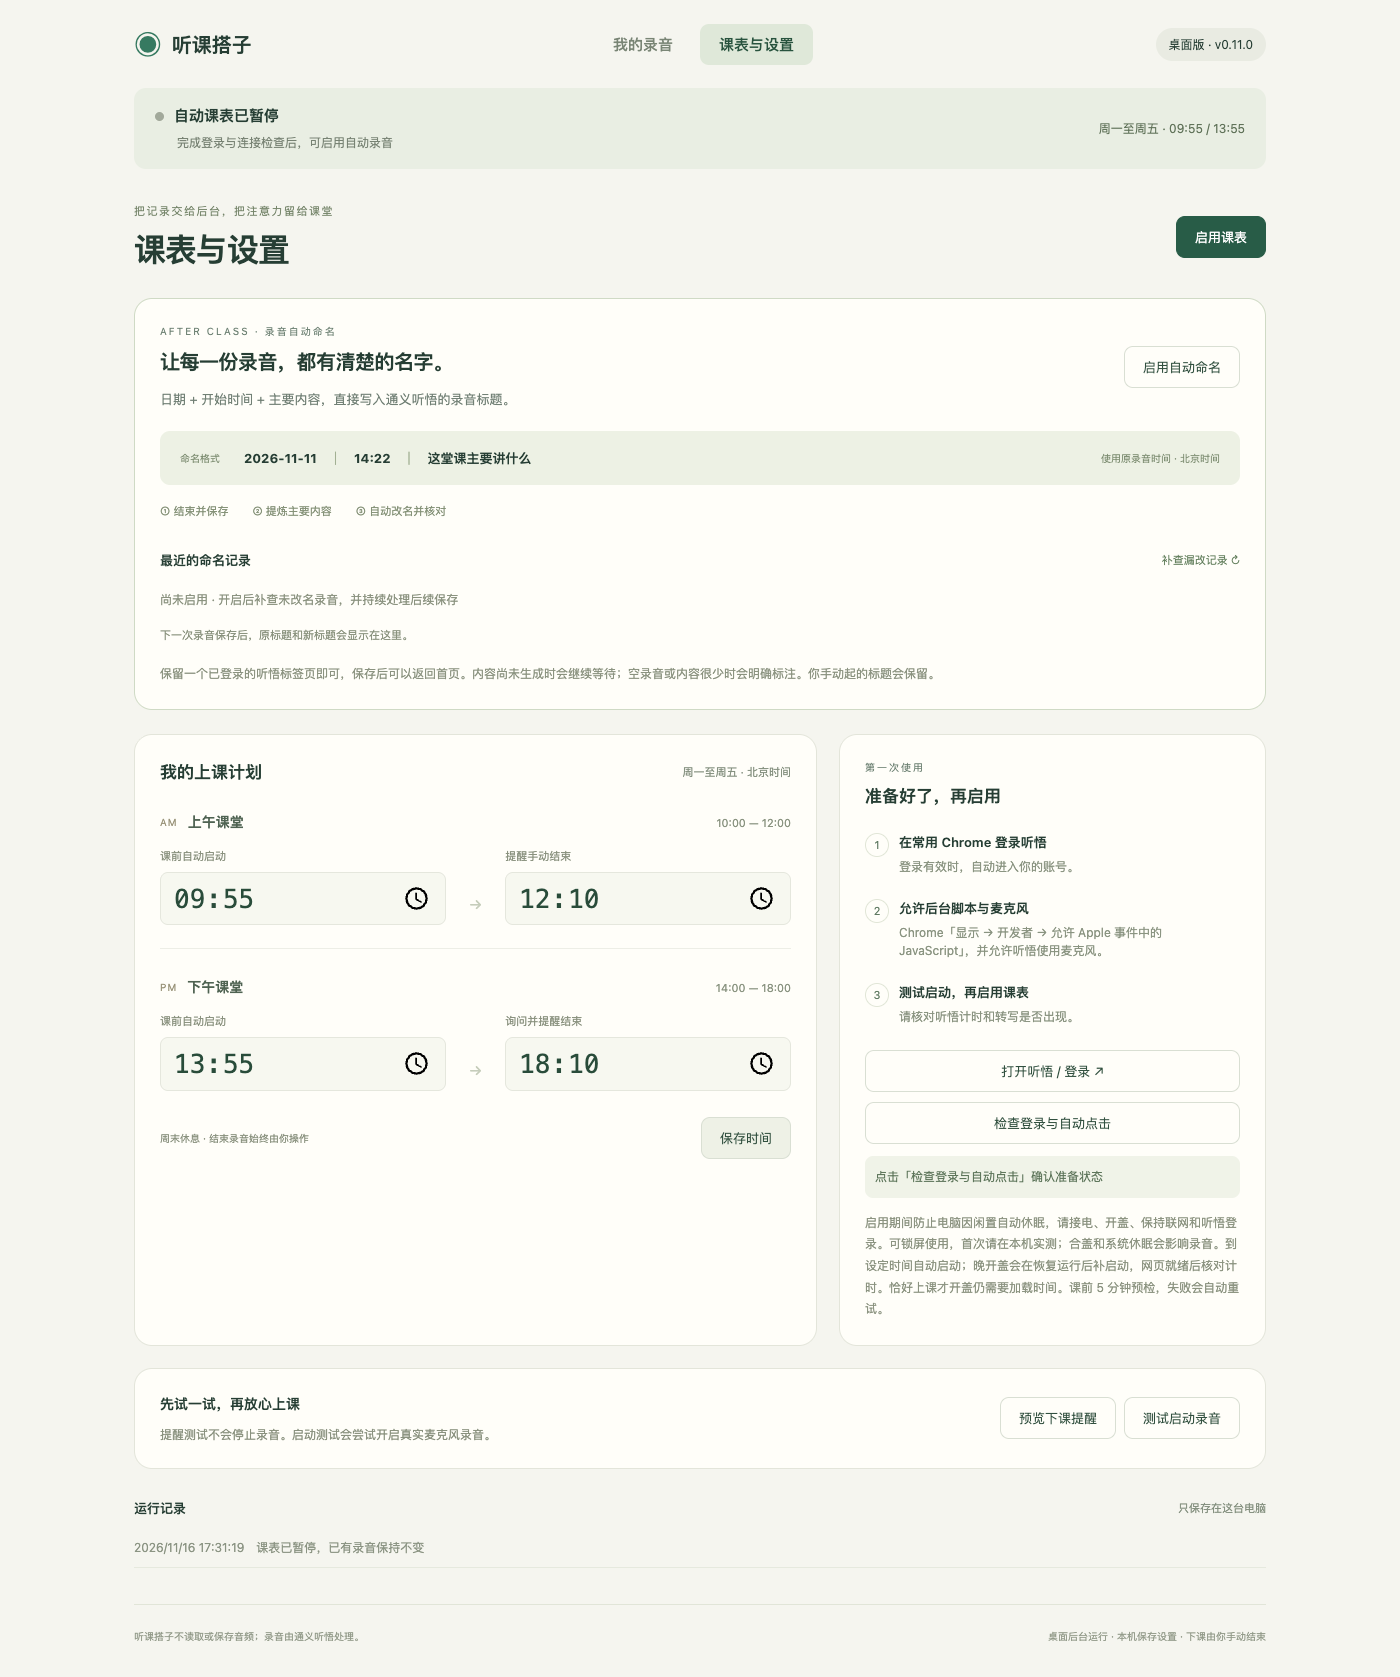 听课搭子
我的录音
课表与设置
桌面版 · v0.11.0
自动课表已暂停
完成登录与连接检查后，可启用自动录音
周一至周五 · 09:55 / 13:55
把记录交给后台，把注意力留给课堂
课表与设置
启用课表
AFTER CLASS · 录音自动命名
让每一份录音，都有清楚的名字。
日期 + 开始时间 + 主要内容，直接写入通义听悟的录音标题。
启用自动命名
命名格式 2026-11-11 | 14:22 | 这堂课主要讲什么
使用原录音时间 · 北京时间
① 结束并保存 ② 提炼主要内容 ③ 自动改名并核对
最近的命名记录
补查漏改记录 ↻
尚未启用 · 开启后补查未改名录音，并持续处理后续保存
下一次录音保存后，原标题和新标题会显示在这里。
保留一个已登录的听悟标签页即可，保存后可以返回首页。内容尚未生成时会继续等待；空录音或内容很少时会明确标注。你手动起的标题会保留。
我的上课计划
周一至周五 · 北京时间
AM 上午课堂
10:00 — 12:00
课前自动启动
提醒手动结束
09:55
→
12:10
PM 下午课堂
14:00 — 18:00
课前自动启动
询问并提醒结束
13:55
→
18:10
周末休息 · 结束录音始终由你操作
保存时间
第一次使用
准备好了，再启用
1 在常用 Chrome 登录听悟
登录有效时，自动进入你的账号。
2 允许后台脚本与麦克风
Chrome「显示 → 开发者 → 允许 Apple 事件中的
JavaScript」，并允许听悟使用麦克风。
3 测试启动，再启用课表
请核对听悟计时和转写是否出现。
打开听悟 / 登录 ↗
检查登录与自动点击
点击「检查登录与自动点击」确认准备状态
启用期间防止电脑因闲置自动休眠，请接电、开盖、保持联网和听悟登
录。可锁屏使用，首次请在本机实测；合盖和系统休眠会影响录音。到
设定时间自动启动；晚开盖会在恢复运行后补启动，网页就绪后核对计
时。恰好上课才开盖仍需要加载时间。课前 5 分钟预检，失败会自动重
试。
先试一试，再放心上课
提醒测试不会停止录音。启动测试会尝试开启真实麦克风录音。
预览下课提醒
测试启动录音
运行记录
只保存在这台电脑
2026/11/16 17:31:19 课表已暂停，已有录音保持不变
听课搭子不读取或保存音频；录音由通义听悟处理。
桌面后台运行 · 本机保存设置 · 下课由你手动结束